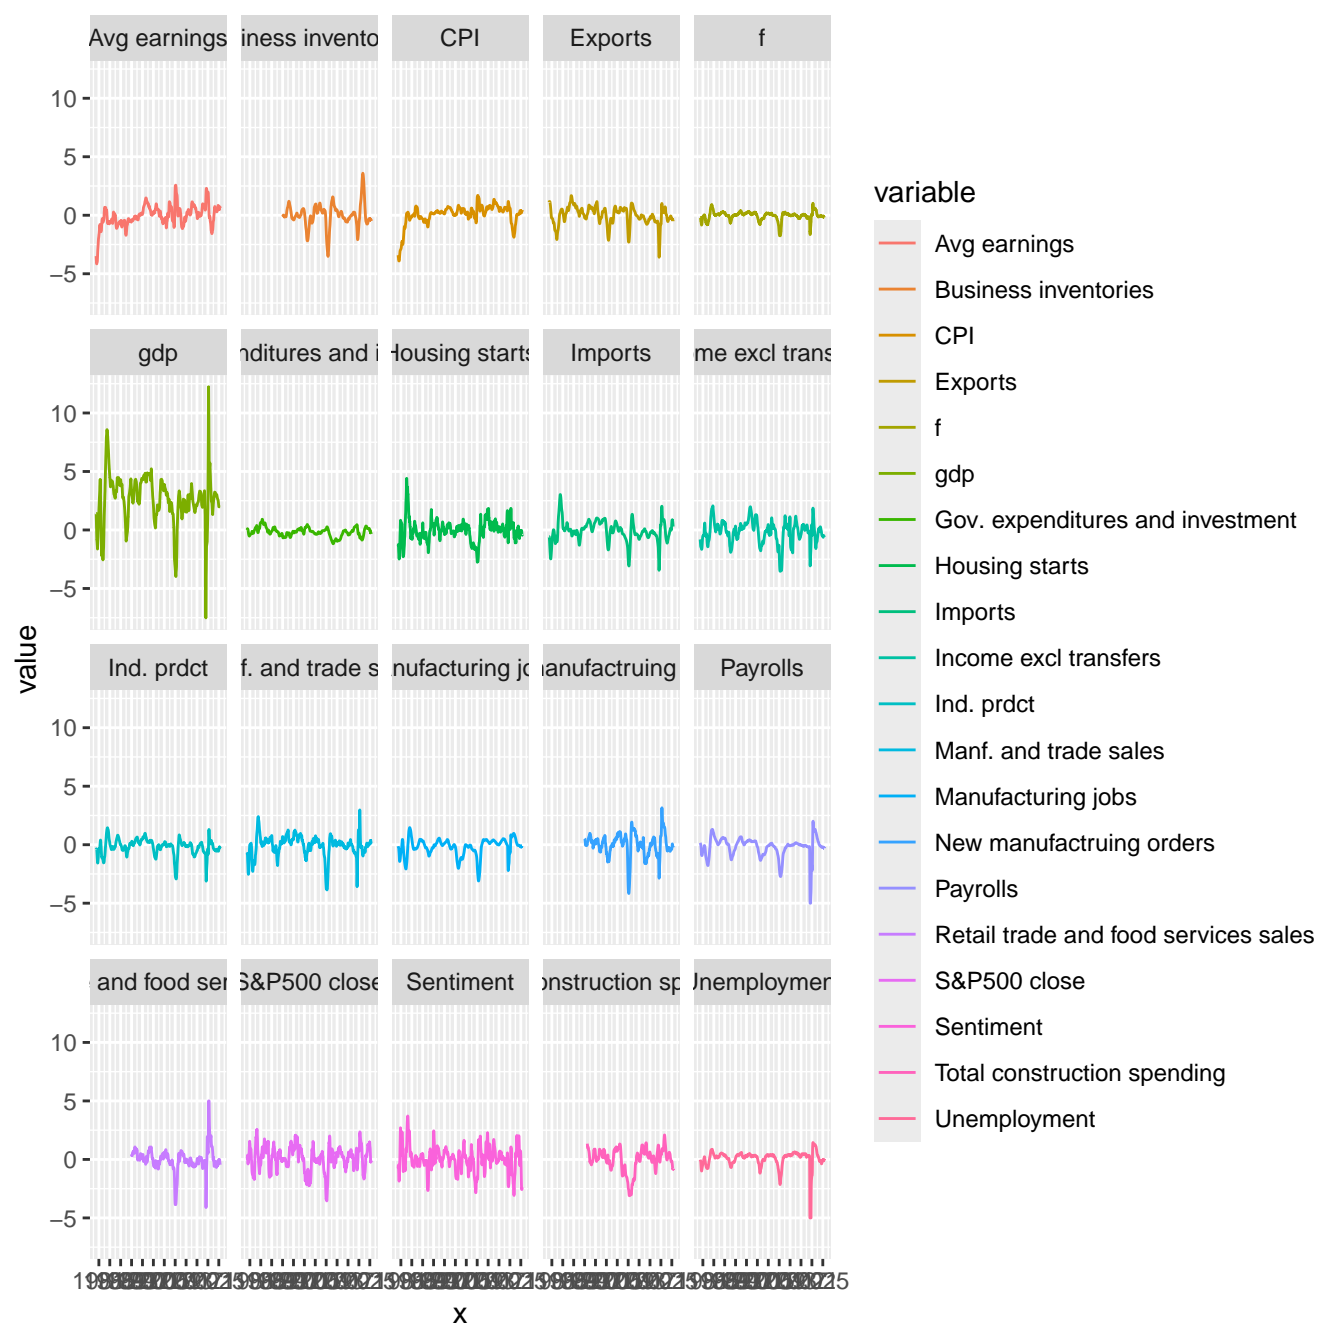 Avg earnings
iness invento
CPI
Exports
f
10
5
0
−5
gdp
nditures and i
Housing starts
Imports
me excl trans
10
5
0
−5
Ind. prdct
f. and trade s
nufacturing jo
manufactruing
Payrolls
10
5
0
−5
and food ser
S&P500 close
Sentiment
onstruction sp
Unemploymen
10
5
0
−5
value
x
variable
Avg earnings
Business inventories
CPI
Exports
f
gdp
Gov. expenditures and investment
Housing starts
Imports
Income excl transfers
Ind. prdct
Manf. and trade sales
Manufacturing jobs
New manufactruing orders
Payrolls
Retail trade and food services sales
S&P500 close
Sentiment
Total construction spending
Unemployment